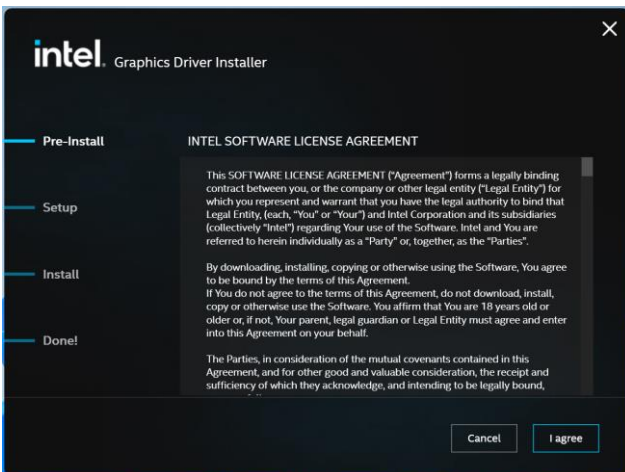 intel. Graphics Driver Installer
Pre-Install
Setup
Install
Done!
INTEL SOFTWARE LICENSE AGREEMENT
This SOFTWARE LICENSE AGREEMENT (“Agreement”) forms a legally binding
contract between you, or the company or other legal entity (“Legal Entity”) for
which you represent and warrant that you have the legal authority to bind that
Legal Entity, (each, “You” or “Your”) and Intel Corporation and its subsidiaries
(collectively “Intel”) regarding Your use of the Software. Intel and You are
referred to herein individually as a “Party” or, together, as the “Parties”.
By downloading, installing, copying or otherwise using the Software, You agree
to be bound by the terms of this Agreement.
If You do not agree to the terms of this Agreement, do not download, install,
copy or otherwise use the Software. You affirm that You are 18 years old or
older or, if not, Your parent, legal guardian or Legal Entity must agree and enter
into this Agreement on your behalf.
The Parties, in consideration of the mutual covenants contained in this
Agreement, and for other good and valuable consideration, the receipt and
sufficiency of which they acknowledge, and intending to be legally bound,
Cancel
I agree